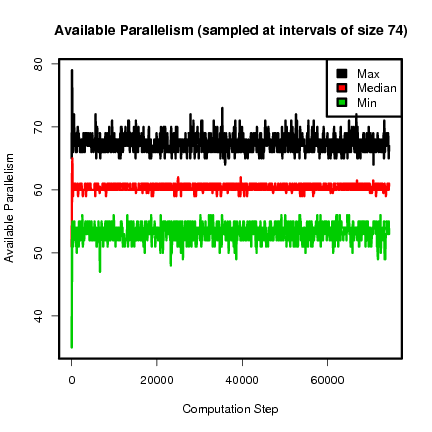 Available Parallelism (sampled at intervals of size 74)
Max
Median
Min
80
70
60
50
40
Available Parallelism
0 20000 40000 60000
Computation Step